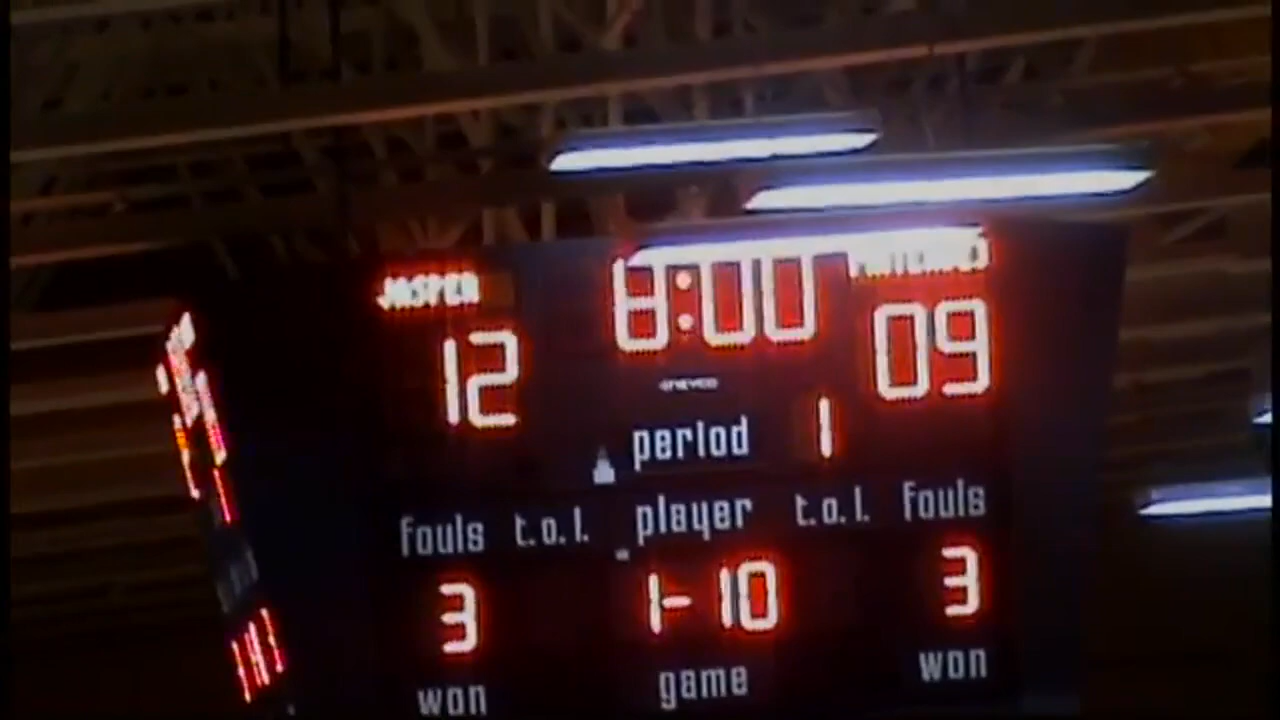 JASPER 8:00
12 09
period 1
fouls t.o.l. player t.o.l. fouls
3 1-10 3
won game won